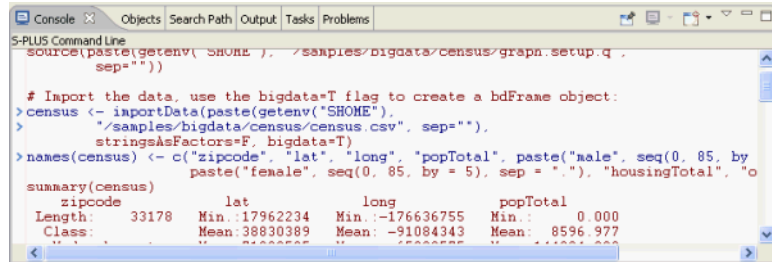 Console Objects Search Path Output Tasks Problems
S-PLUS Command Line
source(paste(getenv("SHOME"), "/samples/bigdata/census/graph.setup.q",
sep=""))
# Import the data, use the bigdata=T flag to create a bdFrame object:
> census <- importData(paste(getenv("SHOME"),
> "/samples/bigdata/census/census.csv", sep=""),
stringsAsFactors=F, bigdata=T)
> names(census) <- c("zipcode", "lat", "long", "popTotal", paste("male", seq(0, 85, by
paste("female", seq(0, 85, by = 5), sep = "."), "housingTotal", "o
summary(census)
zipcode lat long popTotal
Length: 33178 Min.:17962234 Min.:-176636755 Min.: 0.000
Class: Mean:38830389 Mean: -91084343 Mean: 8596.977